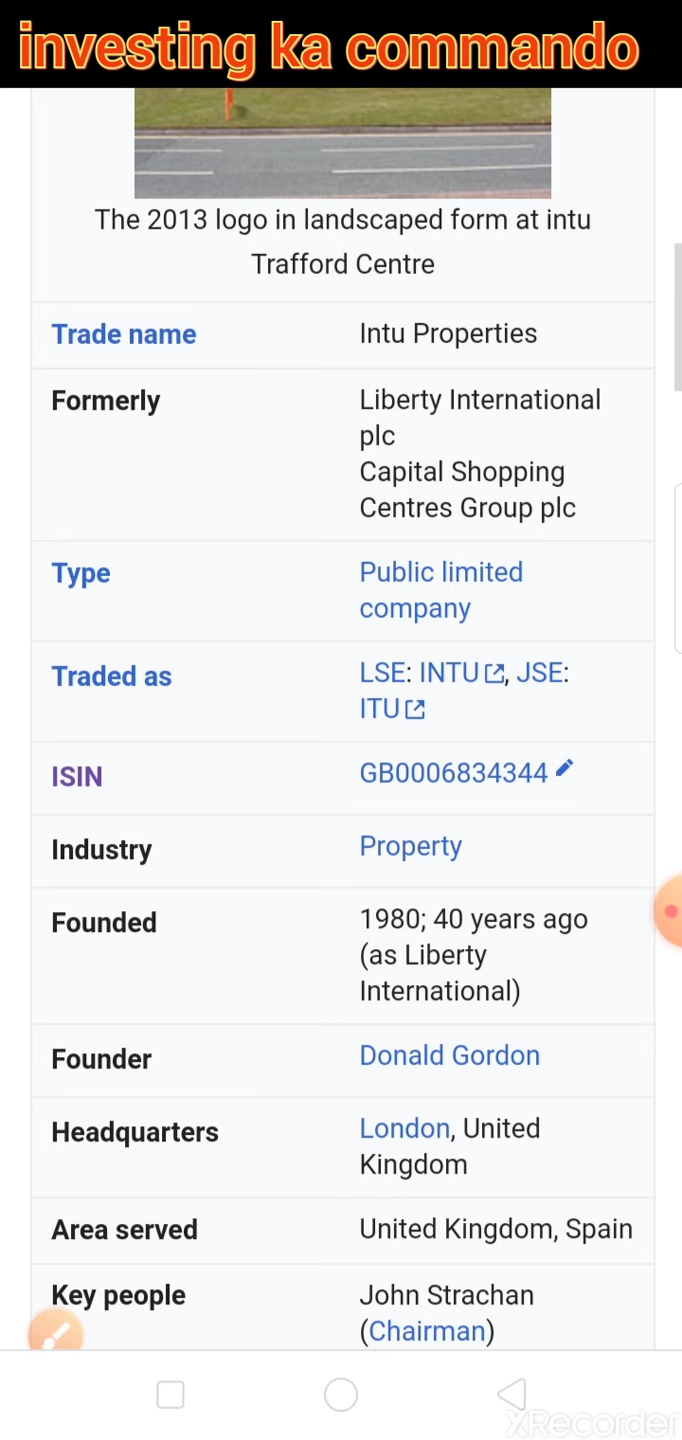 investing ka commando
The 2013 logo in landscaped form at intu
Trafford Centre
Trade name
Intu Properties
Formerly
Liberty International
plc
Capital Shopping
Centres Group plc
Type
Public limited
company
Traded as
LSE: INTU, JSE:
ITU
ISIN
GB0006834344
Industry
Property
Founded
1980; 40 years ago
(as Liberty
International)
Founder
Donald Gordon
Headquarters
London, United
Kingdom
Area served
United Kingdom, Spain
Key people
John Strachan
(Chairman)
XRecorder